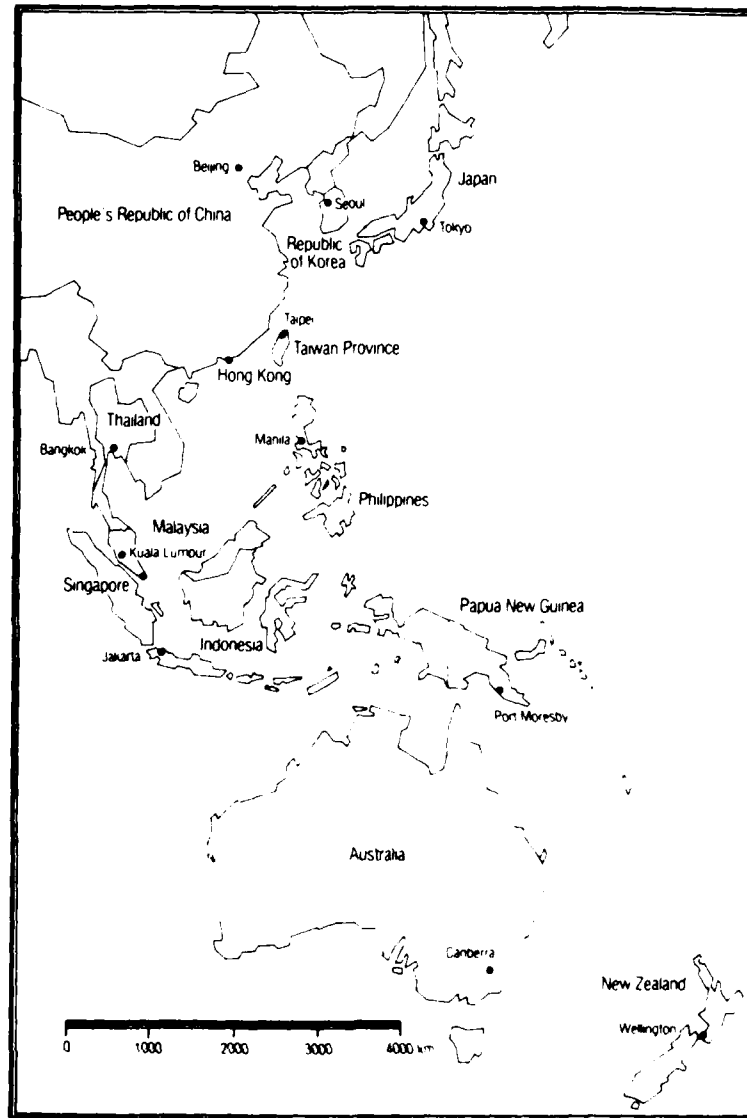 Beijing
Japan
People's Republic of China
Seoul
Tokyo
Republic
of Korea
Taipei
Taiwan Province
Hong Kong
Thailand
Bangkok
Manila
Philippines
Malaysia
Kuala Lumpur
Singapore
Papua New Guinea
Indonesia
Jakarta
Port Moresby
Australia
Canberra
New Zealand
Wellington
0 1000 2000 3000 4000 km